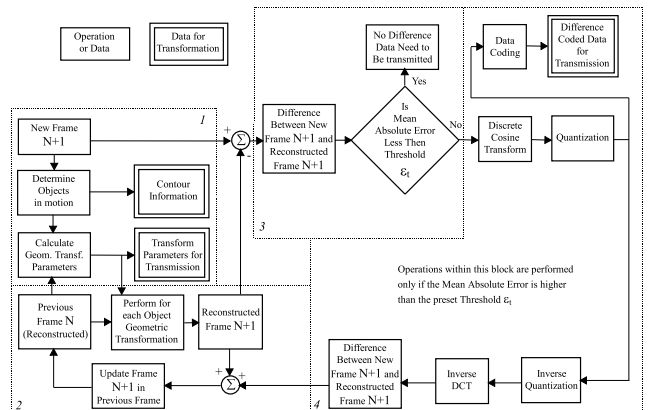 Operation
or Data
Data for
Transformation
No Difference
Data Need to
Be transmitted
Data
Coding
Difference
Coded Data
for
Transmission
Yes
1
New Frame
N+1
+
Σ
-
Difference
Between New
Frame N+1 and
Reconstructed
Frame N+1
Is
Mean
Absolute Error
Less Then
Threshold
εt
No
Discrete
Cosine
Transform
Quantization
Determine
Objects
in motion
Contour
Information
3
Calculate
Geom. Transf.
Parameters
Transform
Parameters for
Transmission
Operations within this block are performed
only if the Mean Absolute Error is higher
than the preset Threshold εt
Previous
Frame N
(Reconstructed)
Perform for
each Object
Geometric
Transformation
Reconstructed
Frame N+1
Update Frame
N+1 in
Previous Frame
+
Σ
+
Difference
Between New
Frame N+1 and
Reconstructed
Frame N+1
Inverse
DCT
Inverse
Quantization
2
4